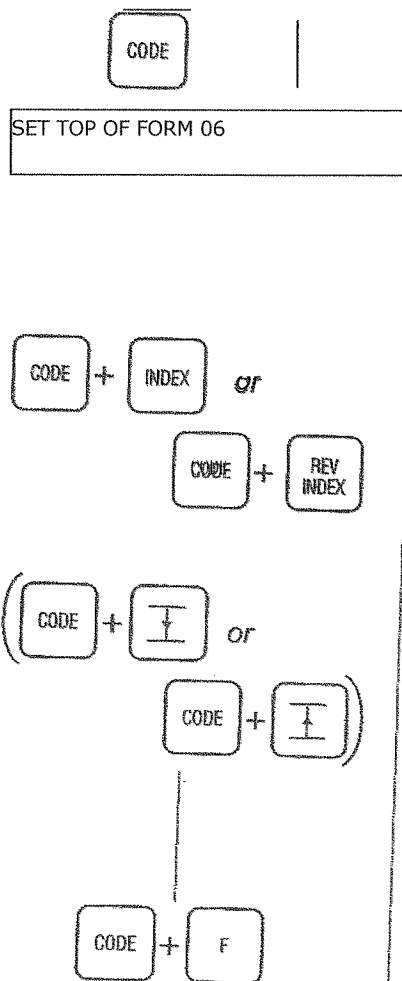 CODE
SET TOP OF FORM 06
CODE + INDEX or
CODE + REV INDEX
(CODE + or
CODE + )
CODE + F